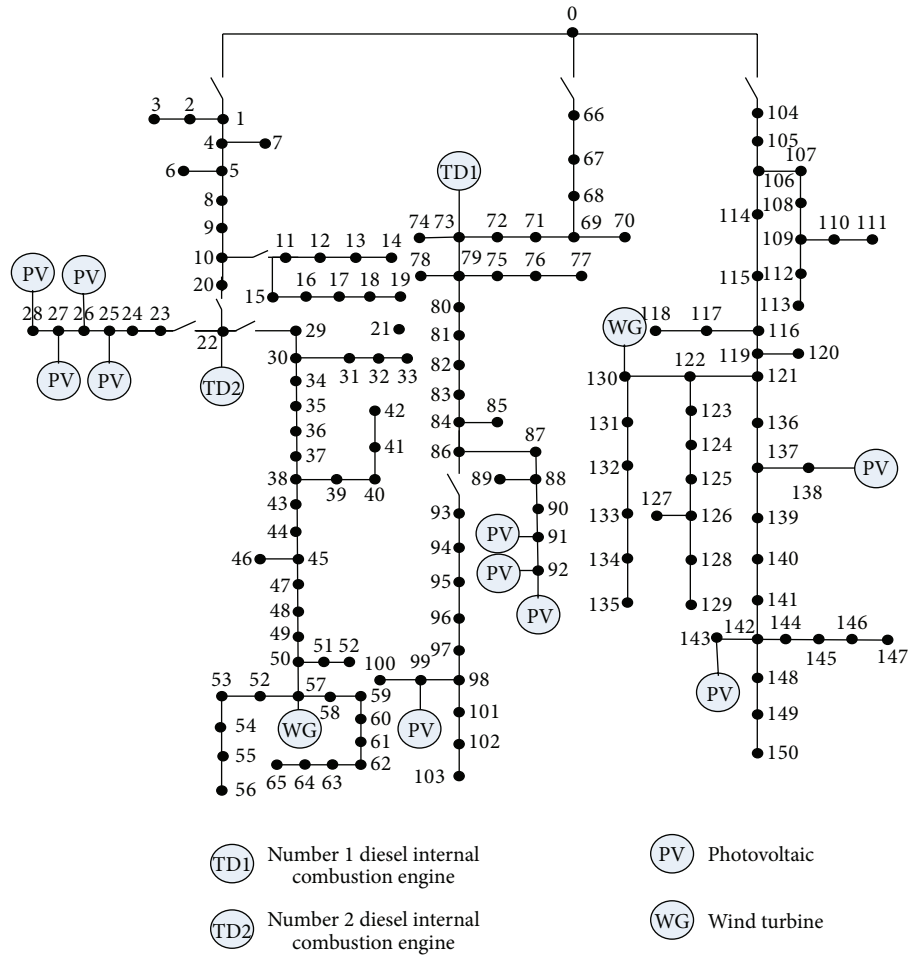 0
3 2 1
104
66
4 7
105
107
6 5
TD1
67
106
8
68
108
114
9
74 73 72 71 69 70
109 110 111
10 11 12 13 14
78 79 75 76 77
115 112
PV PV
20
15 16 17 18 19
80
113
28 27 26 25 24 23
22
29
21
81
WG 118 117 116
30
31 32 33
82
119 120
PV PV
TD2
34
83
130 122 121
35
42
84 85
131
123
136
36
86 87
124
37
41
137
132
PV
38
39 40
89 88
125
138
43
90
127
133
126
139
93
44
PV 91
94
46 45
134
128
140
PV 92
47
95
135
129
141
48
PV
96
49
142 144 146
143
50 51 52
97
145 147
100 99 98
148
53 52 57 59
58
PV
101
60
149
54
WG
PV
61
102
55
150
65 64 63 62
103
56
TD1 Number 1 diesel internal
combustion engine
PV Photovoltaic
TD2 Number 2 diesel internal
combustion engine
WG Wind turbine